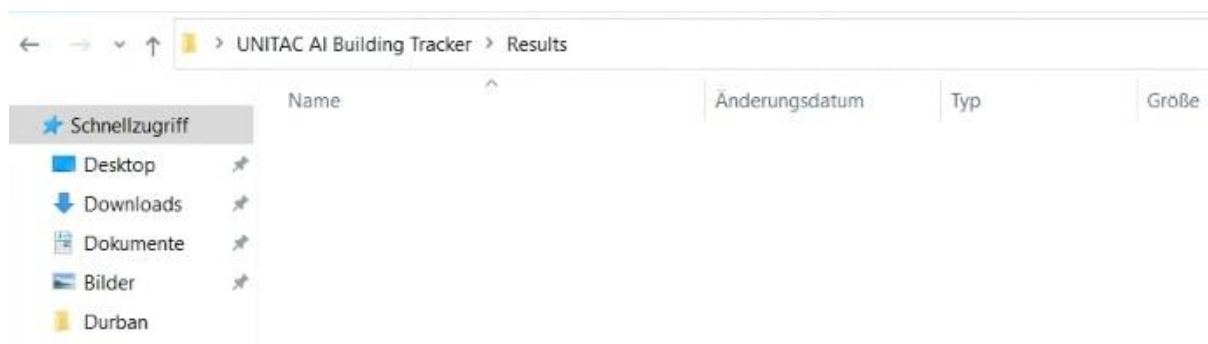 UNITAC AI Building Tracker > Results
Name Änderungsdatum Typ Größe
Schnellzugriff
Desktop
Downloads
Dokumente
Bilder
Durban